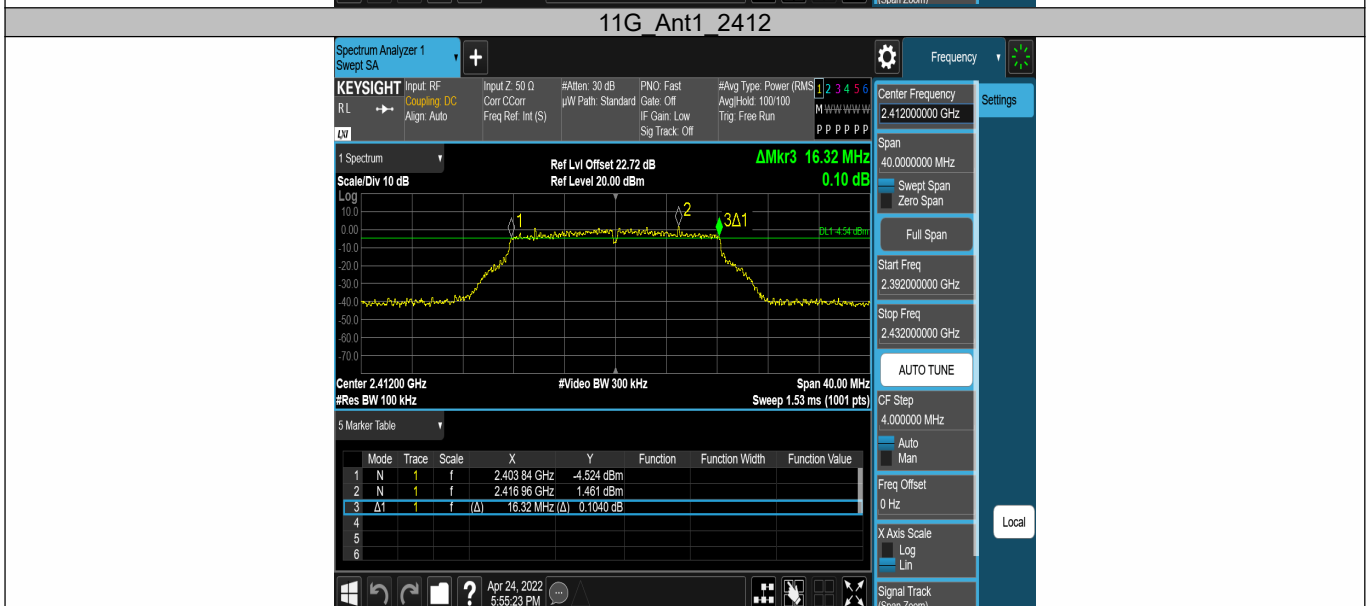 (Span Zoom)
11G_Ant1_2412
Spectrum Analyzer 1
Swept SA
+
Frequency
KEYSIGHT
R L
LXI
Input: RF
Coupling: DC
Align: Auto
Input Z: 50 Ω
Corr CCorr
Freq Ref: Int (S)
#Atten: 30 dB
µW Path: Standard
PNO: Fast
Gate: Off
IF Gain: Low
Sig Track: Off
#Avg Type: Power (RMS
Avg|Hold: 100/100
Trig: Free Run
1 2 3 4 5 6
M W W W W W
P P P P P P
1 Spectrum
Scale/Div 10 dB
Ref Lvl Offset 22.72 dB
Ref Level 20.00 dBm
ΔMkr3 16.32 MHz
0.10 dB
Log
10.0
0.00
-10.0
-20.0
-30.0
-40.0
-50.0
-60.0
-70.0
1
2
3Δ1
DL1 -4.54 dBm
Center 2.41200 GHz
#Video BW 300 kHz
Span 40.00 MHz
#Res BW 100 kHz
Sweep 1.53 ms (1001 pts)
5 Marker Table
Mode Trace Scale X Y Function Function Width Function Value
1 N 1 f 2.403 84 GHz -4.524 dBm
2 N 1 f 2.416 96 GHz 1.461 dBm
3 Δ1 1 f (Δ) 16.32 MHz (Δ) 0.1040 dB
4
5
6
?
Apr 24, 2022
5:55:23 PM
Center Frequency
2.412000000 GHz
Settings
Span
40.0000000 MHz
Swept Span
Zero Span
Full Span
Start Freq
2.392000000 GHz
Stop Freq
2.432000000 GHz
AUTO TUNE
CF Step
4.000000 MHz
Auto
Man
Freq Offset
0 Hz
X Axis Scale
Log
Lin
Local
Signal Track
(Span Zoom)